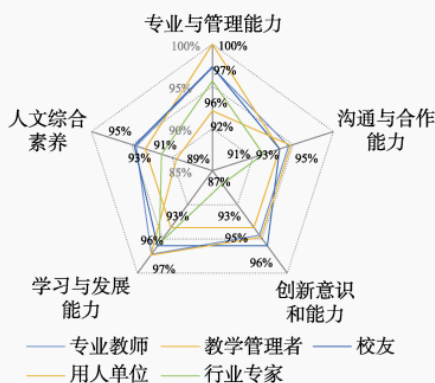 专业与管理能力
100% 100%
97%
95%
96%
90% 92%
人文综合
素养
95%
91%
93%
89%
85%
沟通与合作
能力
91% 93%
95%
87%
93% 93%
96% 95%
97% 96%
学习与发展
能力
创新意识
和能力
专业教师 教学管理者 校友
用人单位 行业专家